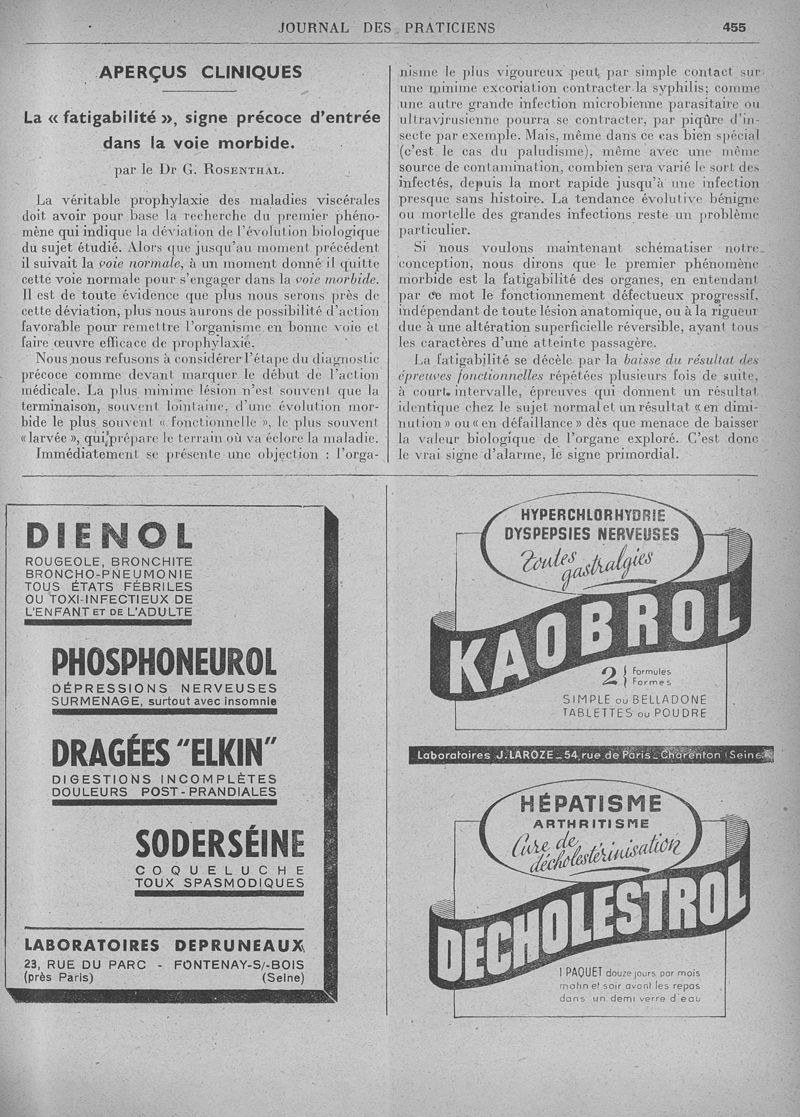 JOURNAL DES PRATICIENS
455
APERÇUS CLINIQUES
La « fatigabilité », signe précoce d'entrée
dans la voie morbide.
par le Dr G. ROSENTHAL.
La véritable prophylaxie des maladies viscérales
doit avoir pour base la recherche du premier phéno-
mène qui indique la déviation de l'évolution biologique
du sujet étudié. Alors que jusqu'au moment précédent
il suivait la voie normale, à un moment donné il quitte
cette voie normale pour s'engager dans la voie morbide.
Il est de toute évidence que plus nous serons près de
cette déviation, plus nous aurons de possibilité d'action
favorable pour remettre l'organisme en bonne voie et
faire œuvre efficace de prophylaxie.
Nous nous refusons à considérer l'étape du diagnostic
précoce comme devant marquer le début de l'action
médicale. La plus minime lésion n'est souvent que la
terminaison, souvent lointaine, d'une évolution mor-
bide le plus souvent « fonctionnelle », le plus souvent
« larvée », qui prépare le terrain où va éclore la maladie.
Immédiatement se présente une objection : l'orga-
nisme le plus vigoureux peut, par simple contact sur
une minime excoriation contracter la syphilis; comme
une autre grande infection microbienne parasitaire ou
ultravirusienne pourra se contracter, par piqûre d'in-
secte par exemple. Mais, même dans ce cas bien spécial
(c'est le cas du paludisme), même avec une même
source de contamination, combien sera varié le sort des
infectés, depuis la mort rapide jusqu'à une infection
presque sans histoire. La tendance évolutive bénigne
ou mortelle des grandes infections reste un problème
particulier.
Si nous voulons maintenant schématiser notre
conception, nous dirons que le premier phénomène
morbide est la fatigabilité des organes, en entendant
par ce mot le fonctionnement défectueux progressif,
indépendant de toute lésion anatomique, ou à la rigueur
due à une altération superficielle réversible, ayant tous
les caractères d'une atteinte passagère.
La fatigabilité se décèle par la baisse du résultat des
épreuves fonctionnelles répétées plusieurs fois de suite,
à court intervalle, épreuves qui donnent un résultat
identique chez le sujet normal et un résultat « en dimi-
nution » ou « en défaillance » dès que menace de baisser
la valeur biologique de l'organe exploré. C'est donc
le vrai signe d'alarme, le signe primordial.
DIENOL
ROUGEOLE, BRONCHITE
BRONCHO-PNEUMONIE
TOUS ÉTATS FÉBRILES
OU TOXI-INFECTIEUX DE
L'ENFANT ET DE L'ADULTE
PHOSPHONEUROL
DÉPRESSIONS NERVEUSES
SURMENAGE, surtout avec insomnie
DRAGÉES "ELKIN"
DIGESTIONS INCOMPLÈTES
DOULEURS POST-PRANDIALES
SODERSÉINE
COQUELUCHE
TOUX SPASMODIQUES
LABORATOIRES DEPRUNEAUX
23, RUE DU PARC - FONTENAY-S/-BOIS
(près Paris) (Seine)
HYPERCHLORHYDRIE
DYSPEPSIES NERVEUSES
Toutes
gastralgies
KAOBROL
2 Formules
Formes
SIMPLE ou BELLADONE
TABLETTES ou POUDRE
Laboratoires J. LAROZE _ 54, rue de Paris _ Charenton (Seine)
HÉPATISME
ARTHRITISME
Cure de
décholestérinisation
DECHOLESTROL
1 PAQUET douze jours par mois
matin et soir avant les repas
dans un demi verre d'eau